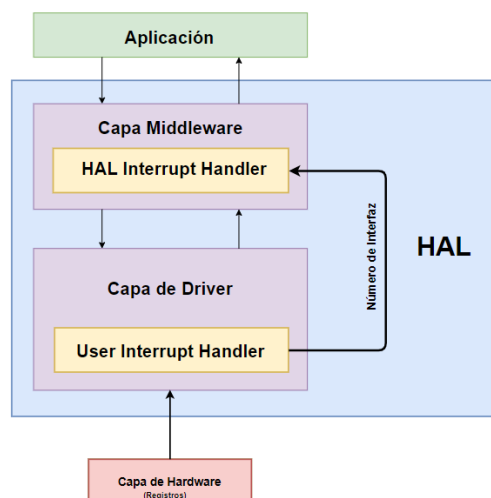 Aplicación
Capa Middleware
HAL Interrupt Handler
Número de Interfaz
HAL
Capa de Driver
User Interrupt Handler
Capa de Hardware
(Registros)